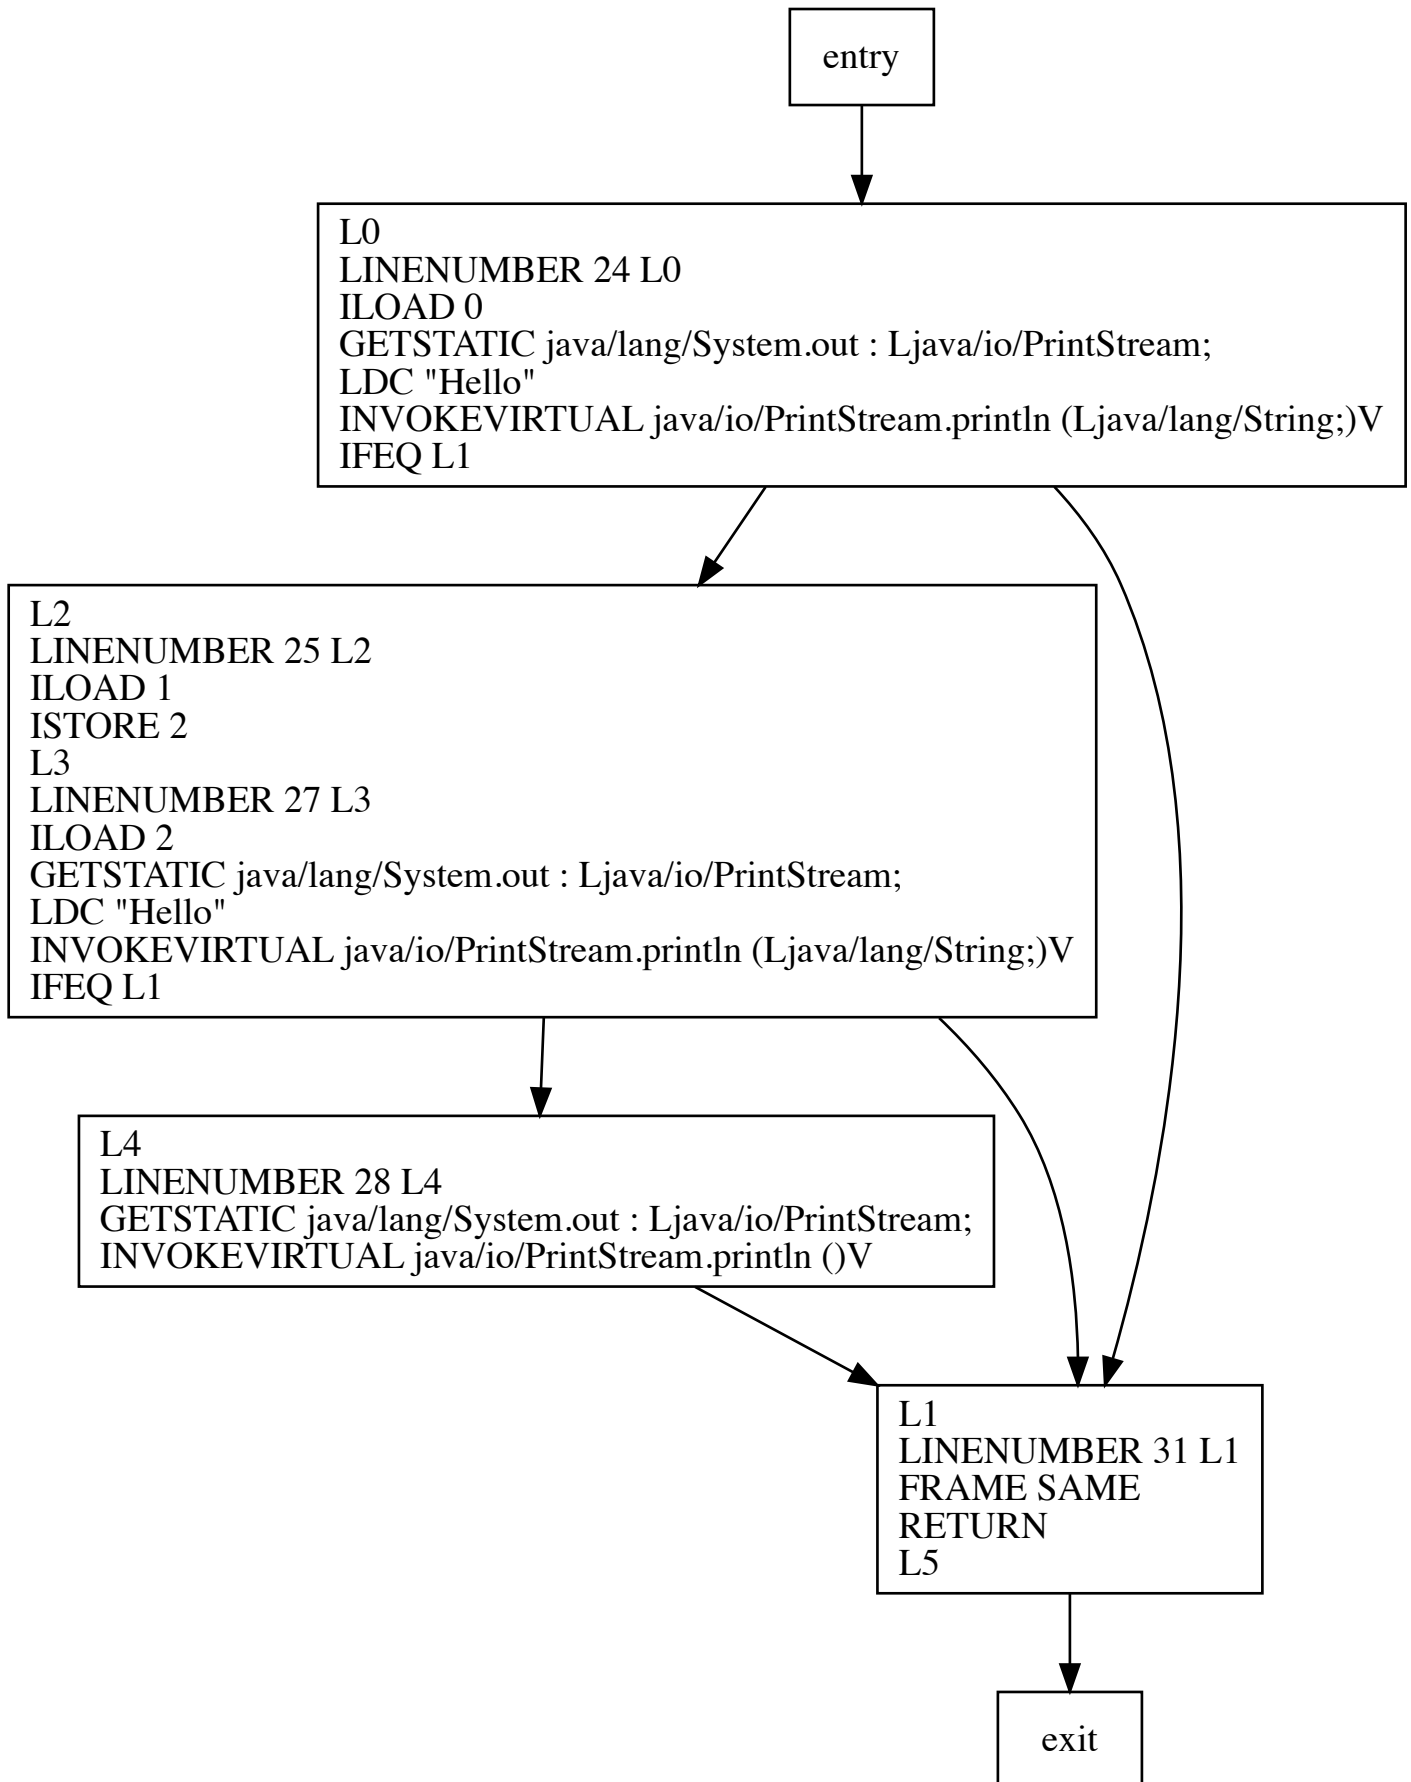 entry
L0
LINENUMBER 24 L0
ILOAD 0
GETSTATIC java/lang/System.out : Ljava/io/PrintStream;
LDC "Hello"
INVOKEVIRTUAL java/io/PrintStream.println (Ljava/lang/String;)V
IFEQ L1
L2
LINENUMBER 25 L2
ILOAD 1
ISTORE 2
L3
LINENUMBER 27 L3
ILOAD 2
GETSTATIC java/lang/System.out : Ljava/io/PrintStream;
LDC "Hello"
INVOKEVIRTUAL java/io/PrintStream.println (Ljava/lang/String;)V
IFEQ L1
L4
LINENUMBER 28 L4
GETSTATIC java/lang/System.out : Ljava/io/PrintStream;
INVOKEVIRTUAL java/io/PrintStream.println ()V
L1
LINENUMBER 31 L1
FRAME SAME
RETURN
L5
exit